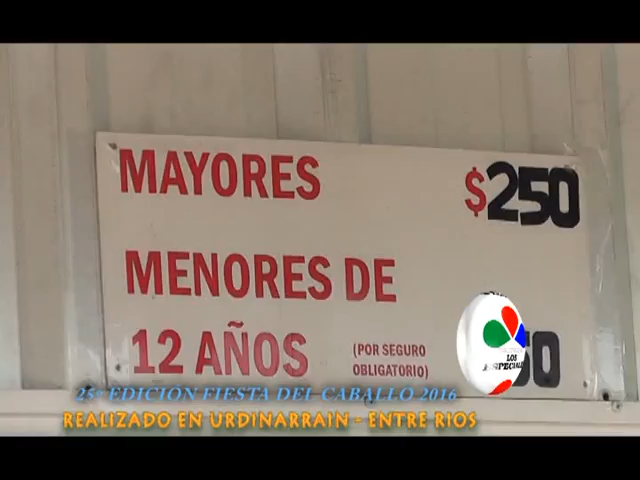 MAYORES $250
MENORES DE
12 AÑOS (POR SEGURO
OBLIGATORIO)
LOS
25º EDICIÓN FIESTA DEL CABALLO 2016
REALIZADO EN URDINARRAIN - ENTRE RIOS